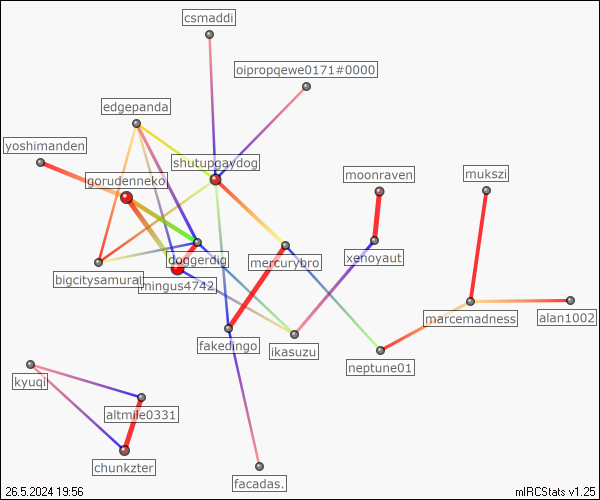 csmaddi
oipropqewe0171#0000
edgepanda
yoshimanden
shutupgaydog
gorudenneko
moonraven
mukszi
doggerdig
mercurybro
xenoyaut
bigcitysamurai
mingus4742
marcemadness
alan1002
fakedingo
ikasuzu
neptune01
kyuqi
altmile0331
chunkzter
facadas.
26.5.2024 19:56
mIRCStats v1.25